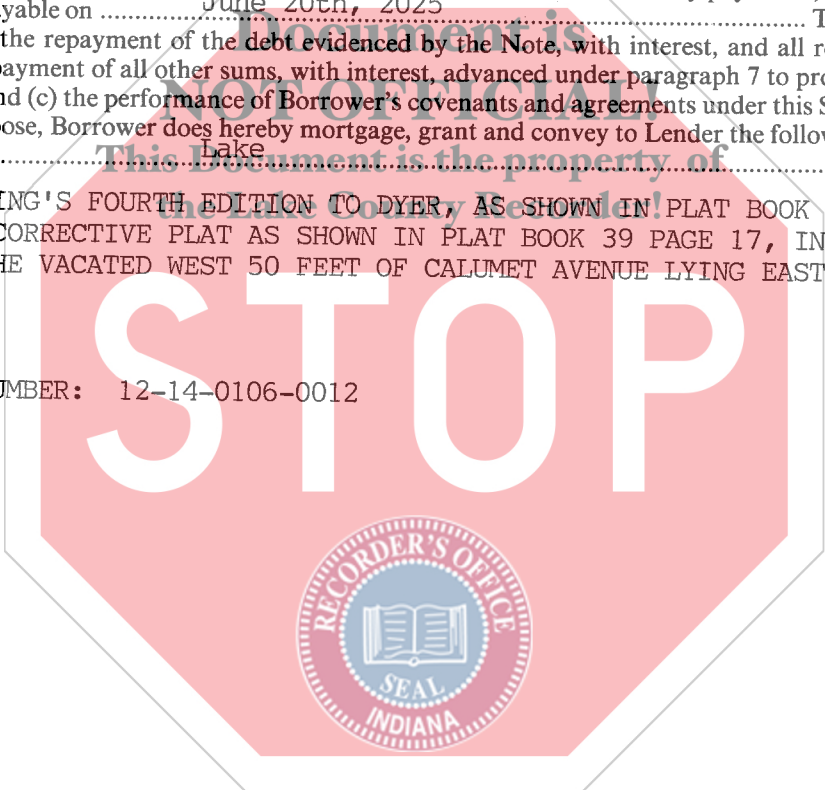 yable on June 20th, 2025 T
Document is
the repayment of the debt evidenced by the Note, with interest, and all r
ayment of all other sums, with interest, advanced under paragraph 7 to pro
NOT OFFICIAL!
nd (c) the performance of Borrower's covenants and agreements under this S
ose, Borrower does hereby mortgage, grant and convey to Lender the follow
Lake
This Document is the property of
the Lake County Recorder!
ING'S FOURTH EDITION TO DYER, AS SHOWN IN PLAT BOOK
CORRECTIVE PLAT AS SHOWN IN PLAT BOOK 39 PAGE 17, IN
HE VACATED WEST 50 FEET OF CALUMET AVENUE LYING EAST
STOP
UMBER: 12-14-0106-0012
RECORDER'S OFFICE
SEAL
INDIANA